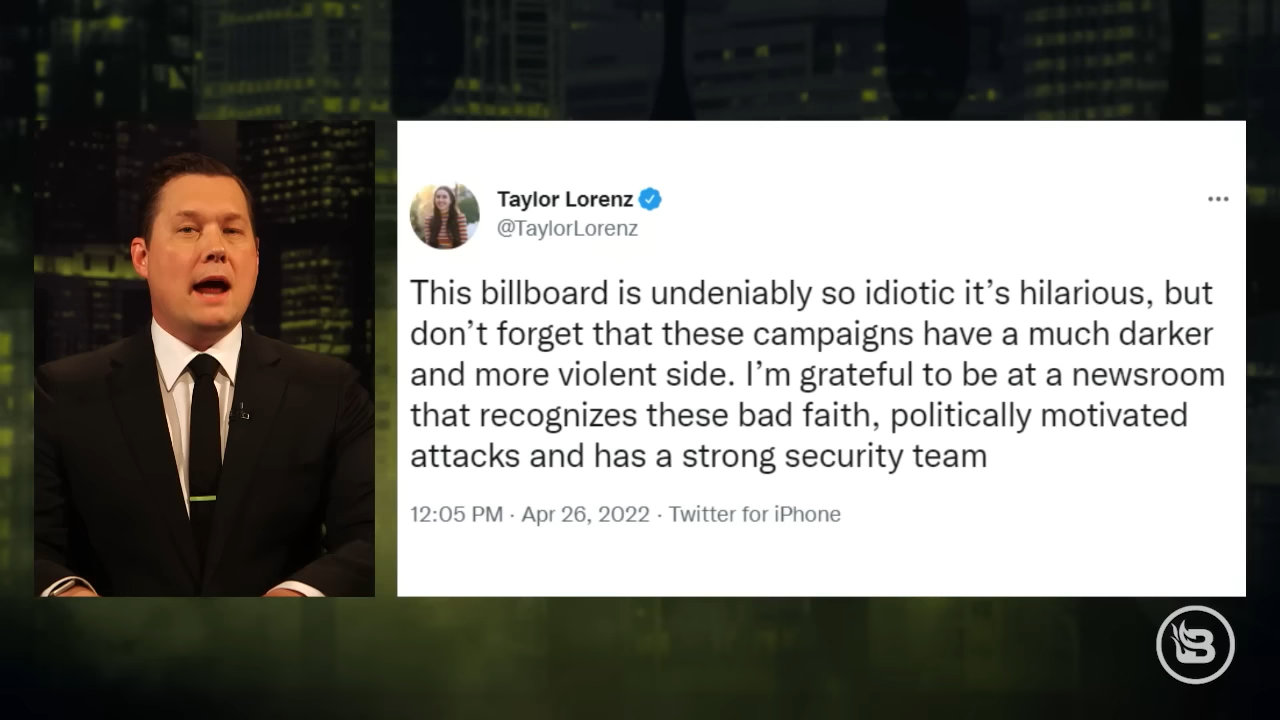 Taylor Lorenz
@TaylorLorenz
This billboard is undeniably so idiotic it’s hilarious, but
don’t forget that these campaigns have a much darker
and more violent side. I’m grateful to be at a newsroom
that recognizes these bad faith, politically motivated
attacks and has a strong security team
12:05 PM · Apr 26, 2022 · Twitter for iPhone
B